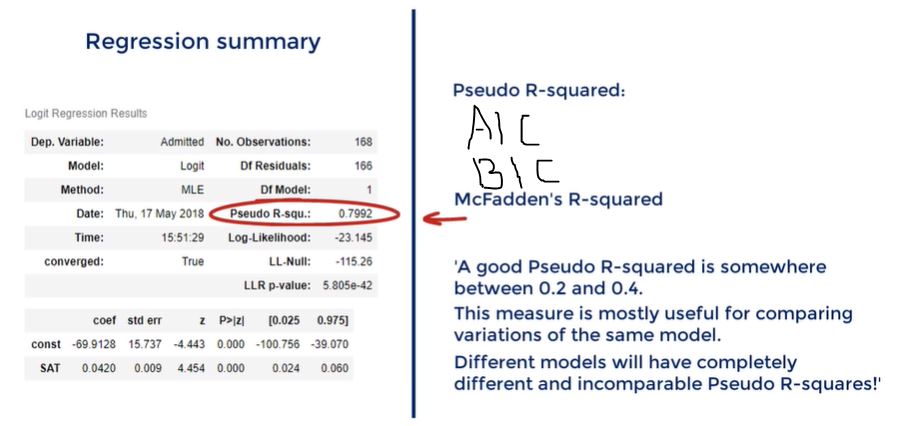 Regression summary
Logit Regression Results
Dep. Variable: Admitted No. Observations: 168
Model: Logit Df Residuals: 166
Method: MLE Df Model: 1
Date: Thu, 17 May 2018 Pseudo R-squ.: 0.7992
Time: 15:51:29 Log-Likelihood: -23.145
converged: True LL-Null: -115.26
LLR p-value: 5.805e-42
coef std err z P>|z| [0.025 0.975]
const -69.9128 15.737 -4.443 0.000 -100.756 -39.070
SAT 0.0420 0.009 4.454 0.000 0.024 0.060
Pseudo R-squared:
AIC
BIC
McFadden's R-squared
'A good Pseudo R-squared is somewhere
between 0.2 and 0.4.
This measure is mostly useful for comparing
variations of the same model.
Different models will have completely
different and incomparable Pseudo R-squares!'